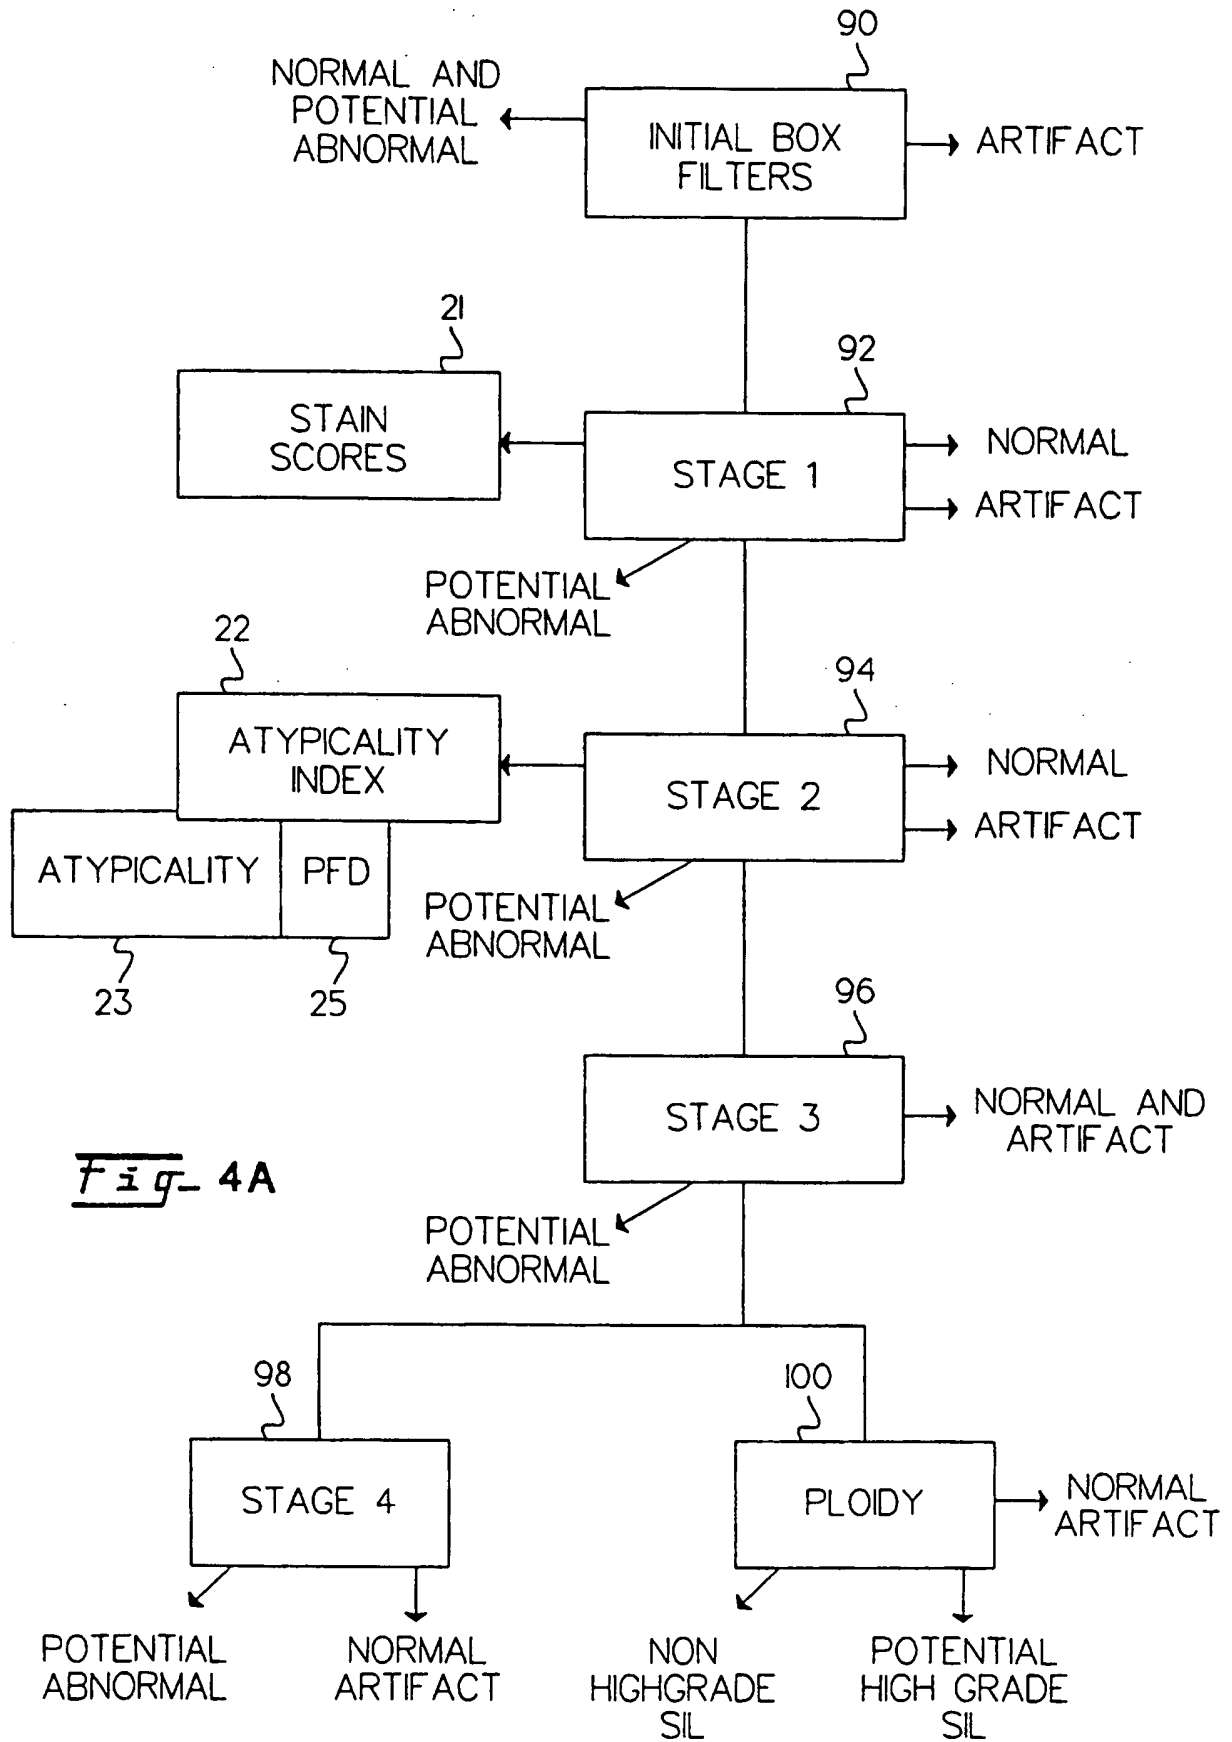 90
NORMAL AND
POTENTIAL
ABNORMAL
INITIAL BOX
FILTERS
ARTIFACT
21
92
STAIN
SCORES
STAGE 1
NORMAL
ARTIFACT
POTENTIAL
ABNORMAL
22
94
ATYPICALITY
INDEX
STAGE 2
NORMAL
ARTIFACT
ATYPICALITY
PFD
POTENTIAL
ABNORMAL
23
25
96
STAGE 3
NORMAL AND
ARTIFACT
Fig_ 4A
POTENTIAL
ABNORMAL
98
100
STAGE 4
PLOIDY
NORMAL
ARTIFACT
POTENTIAL
ABNORMAL
NORMAL
ARTIFACT
NON
HIGHGRADE
SIL
POTENTIAL
HIGH GRADE
SIL